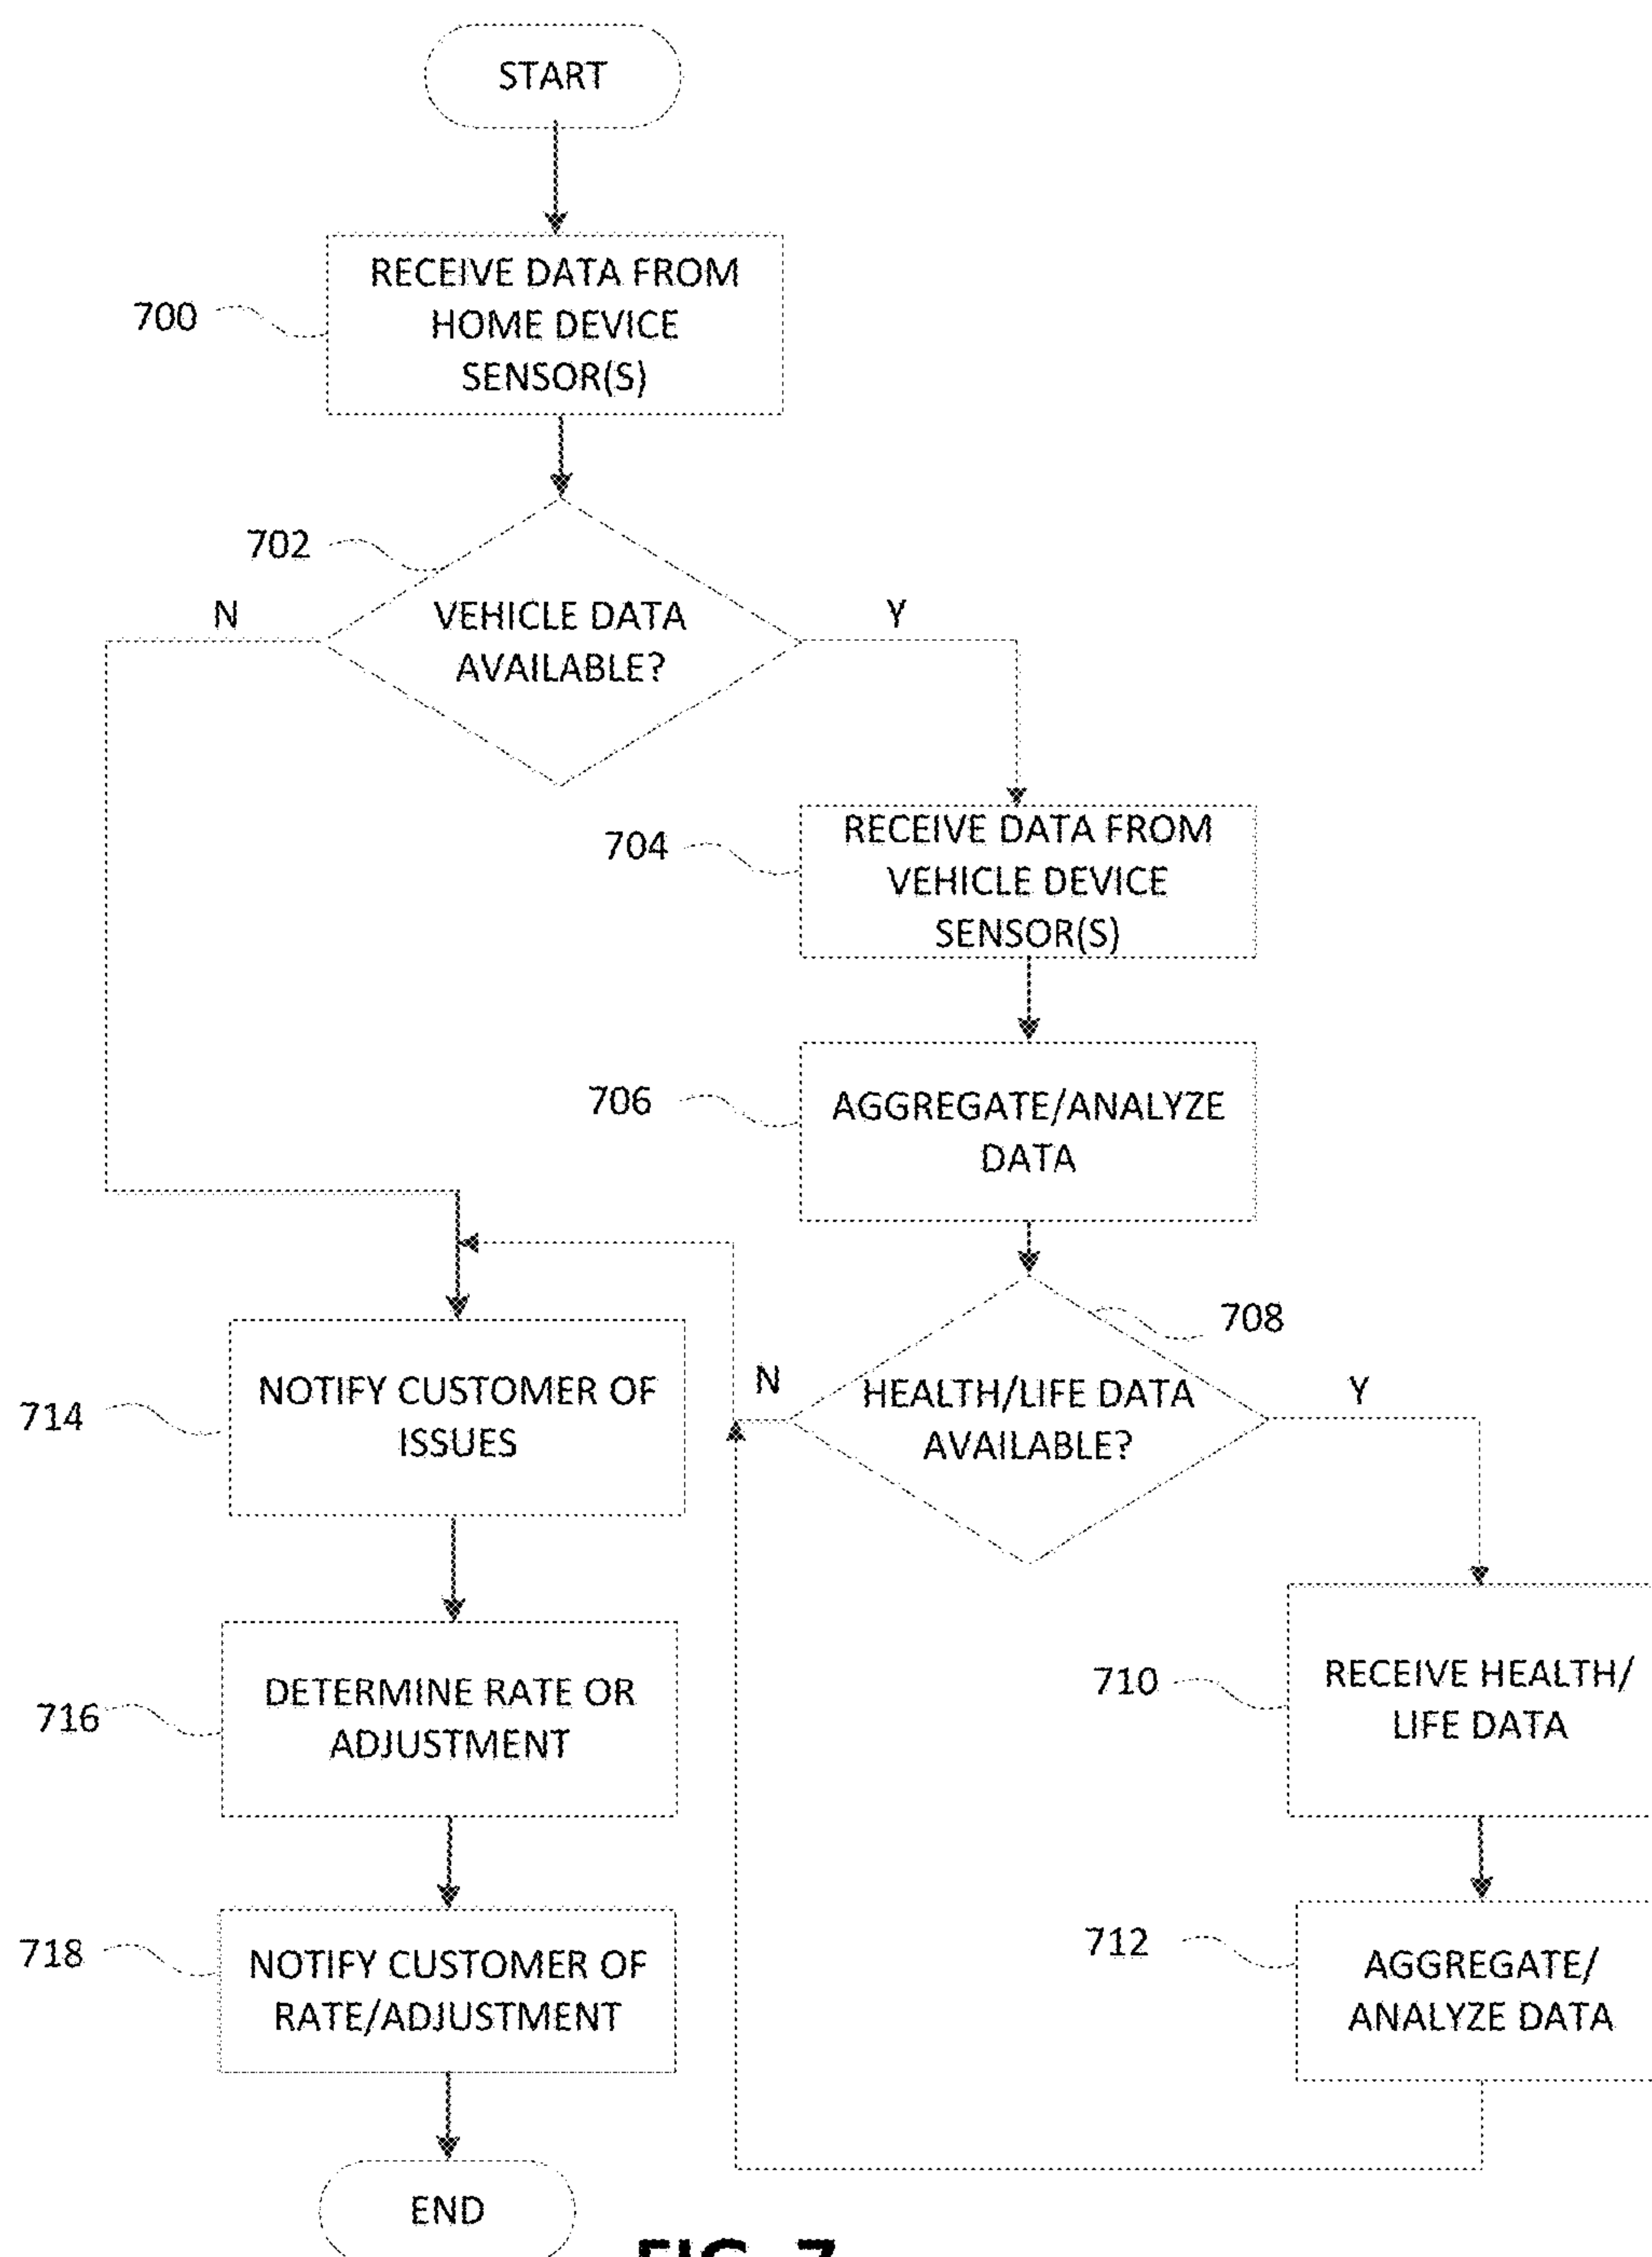 START
RECEIVE DATA FROM
HOME DEVICE
SENSOR(S)
700
702
N
VEHICLE DATA
AVAILABLE?
Y
704
RECEIVE DATA FROM
VEHICLE DEVICE
SENSOR(S)
706
AGGREGATE/ANALYZE
DATA
708
N
HEALTH/LIFE DATA
AVAILABLE?
Y
714
NOTIFY CUSTOMER OF
ISSUES
710
RECEIVE HEALTH/
LIFE DATA
716
DETERMINE RATE OR
ADJUSTMENT
712
AGGREGATE/
ANALYZE DATA
718
NOTIFY CUSTOMER OF
RATE/ADJUSTMENT
END
FIG. 7